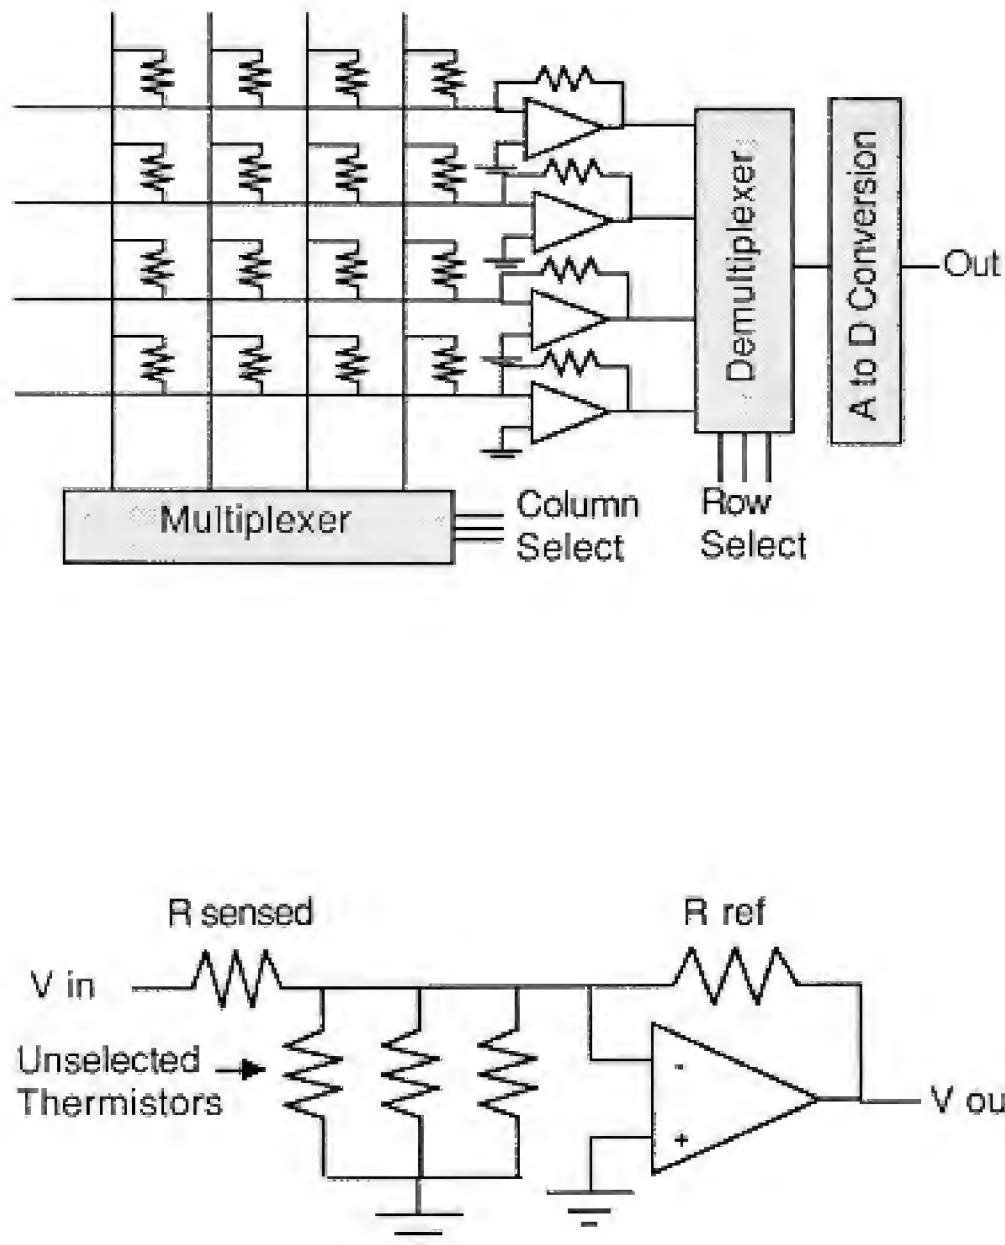 Demultiplexer
A to D Conversion
Out
Multiplexer
Column
Select
Row
Select
R sensed
R ref
V in
Unselected
Thermistors
-
+
V ou